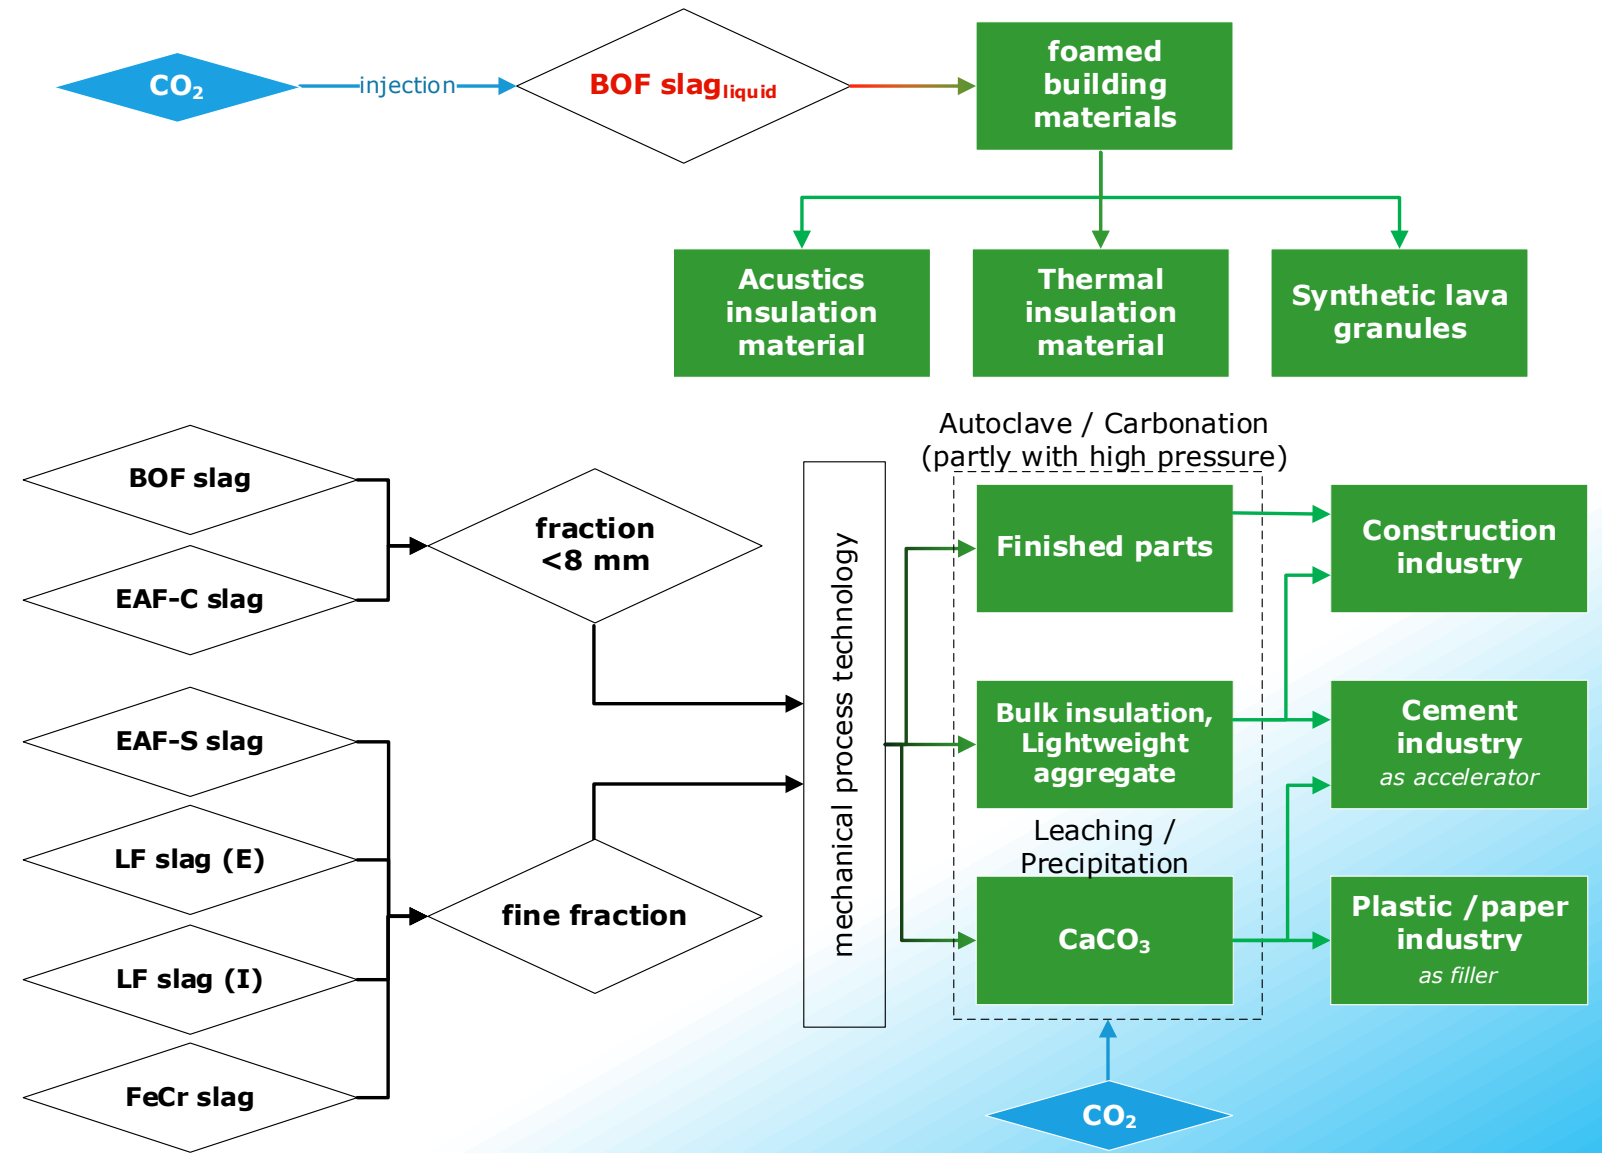 CO₂
injection
BOF slag liquid
foamed
building
materials
Acustics
insulation
material
Thermal
insulation
material
Synthetic lava
granules
Autoclave / Carbonation
(partly with high pressure)
BOF slag
EAF-C slag
fraction
<8 mm
EAF-S slag
LF slag (E)
LF slag (I)
FeCr slag
fine fraction
mechanical process technology
Finished parts
Bulk insulation,
Lightweight
aggregate
Leaching /
Precipitation
CaCO₃
Construction
industry
Cement
industry
as accelerator
Plastic /paper
industry
as filler
CO₂